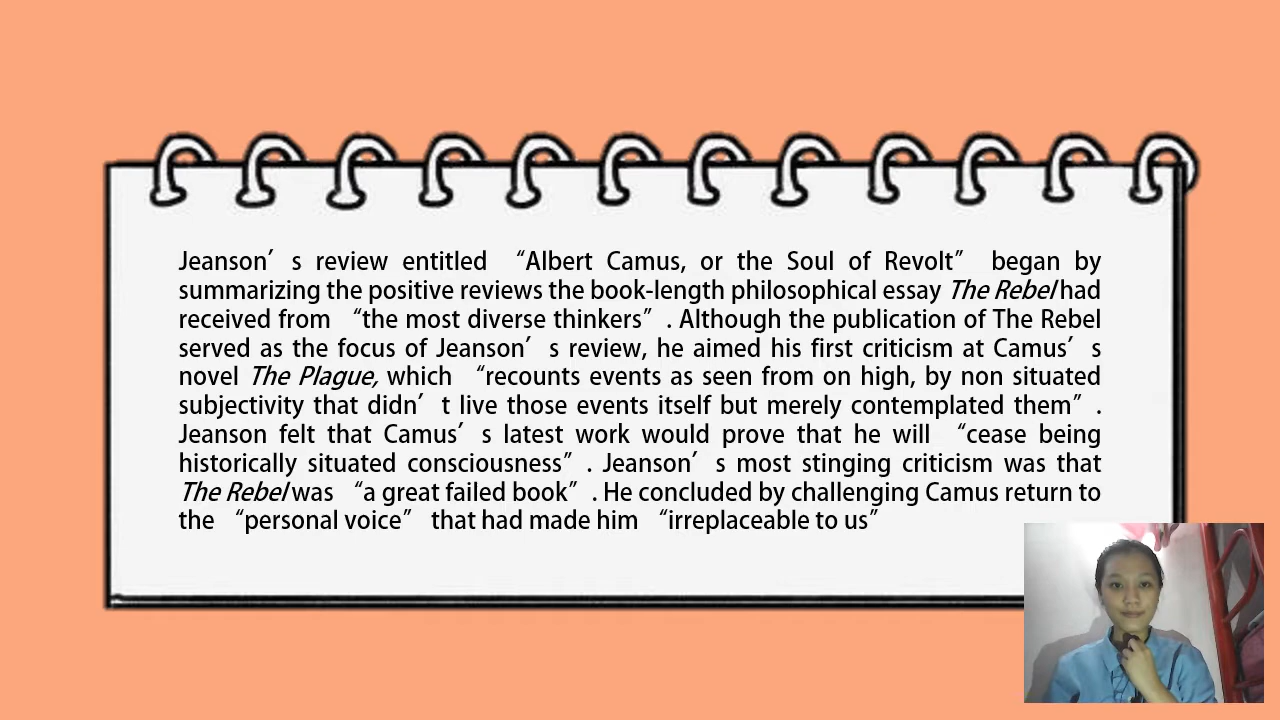 Jeanson’s review entitled “Albert Camus, or the Soul of Revolt” began by
summarizing the positive reviews the book-length philosophical essay The Rebel had
received from “the most diverse thinkers”. Although the publication of The Rebel
served as the focus of Jeanson’s review, he aimed his first criticism at Camus’s
novel The Plague, which “recounts events as seen from on high, by non situated
subjectivity that didn’t live those events itself but merely contemplated them”.
Jeanson felt that Camus’s latest work would prove that he will “cease being
historically situated consciousness”. Jeanson’s most stinging criticism was that
The Rebel was “a great failed book”. He concluded by challenging Camus return to
the “personal voice” that had made him “irreplaceable to us”